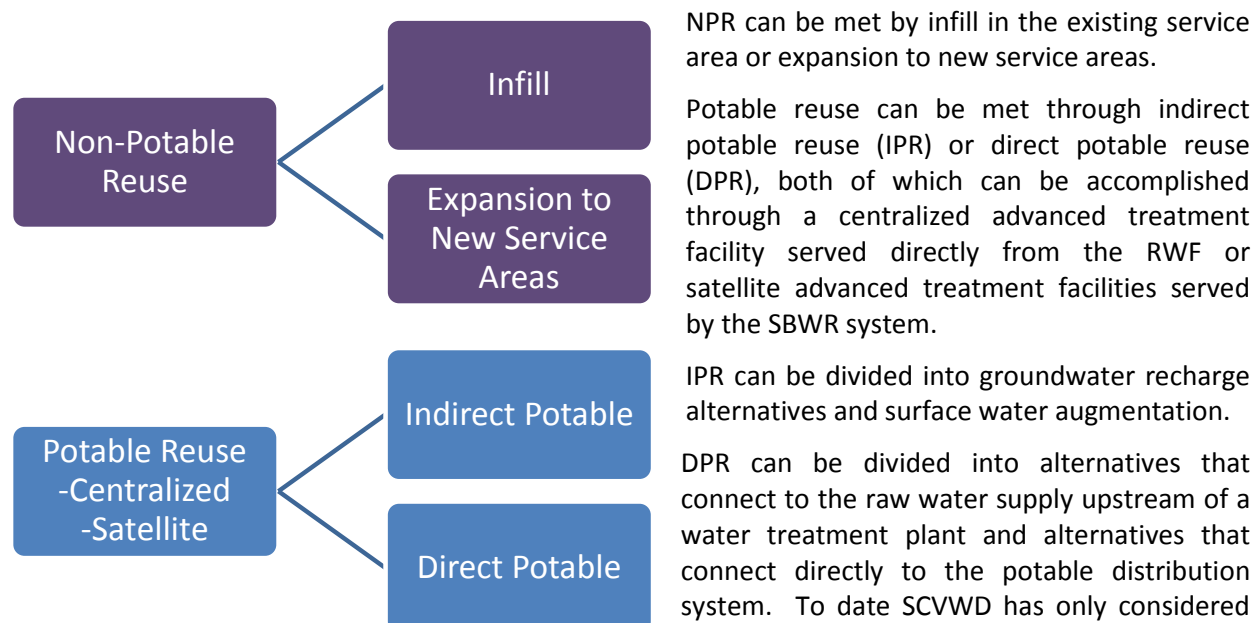 Non-Potable
Reuse
Infill
Expansion to
New Service
Areas
Potable Reuse
-Centralized
-Satellite
Indirect Potable
Direct Potable
NPR can be met by infill in the existing service
area or expansion to new service areas.
Potable reuse can be met through indirect
potable reuse (IPR) or direct potable reuse
(DPR), both of which can be accomplished
through a centralized advanced treatment
facility served directly from the RWF or
satellite advanced treatment facilities served
by the SBWR system.
IPR can be divided into groundwater recharge
alternatives and surface water augmentation.
DPR can be divided into alternatives that
connect to the raw water supply upstream of a
water treatment plant and alternatives that
connect directly to the potable distribution
system. To date SCVWD has only considered